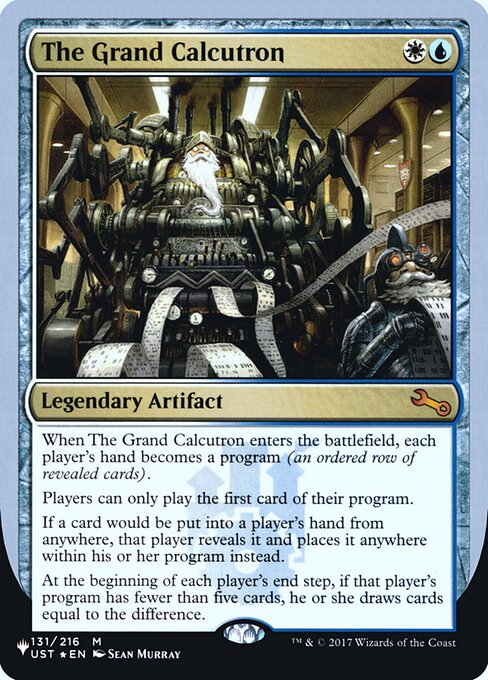 The Grand Calcutron
Legendary Artifact
When The Grand Calcutron enters the battlefield, each
player's hand becomes a program (an ordered row of
revealed cards).
Players can only play the first card of their program.
If a card would be put into a player's hand from
anywhere, that player reveals it and places it anywhere
within his or her program instead.
At the beginning of each player's end step, if that player's
program has fewer than five cards, he or she draws cards
equal to the difference.
131/216 M
UST ★ EN Sean Murray
™ & © 2017 Wizards of the Coast